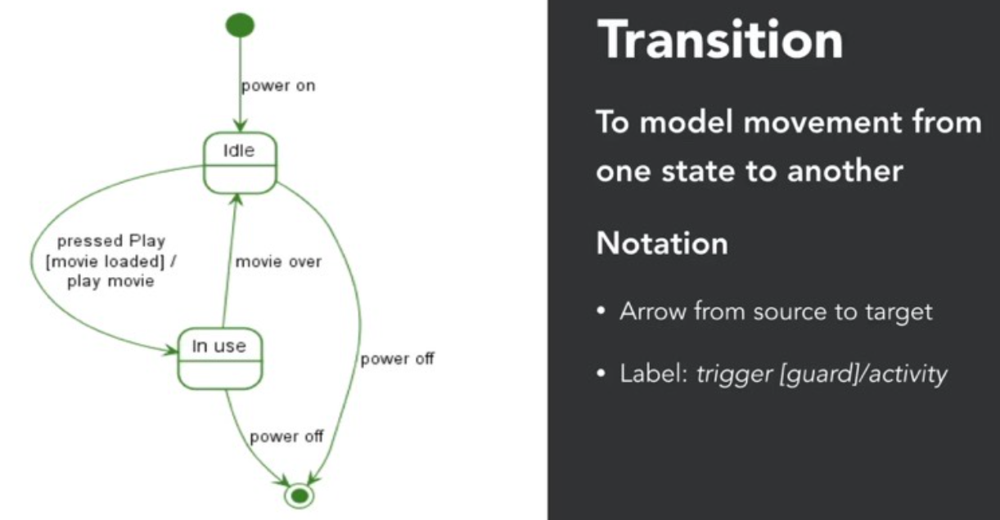 power on
Idle
pressed Play
[movie loaded] /
play movie
movie over
In use
power off
power off
Transition
To model movement from
one state to another
Notation
• Arrow from source to target
• Label: trigger [guard]/activity